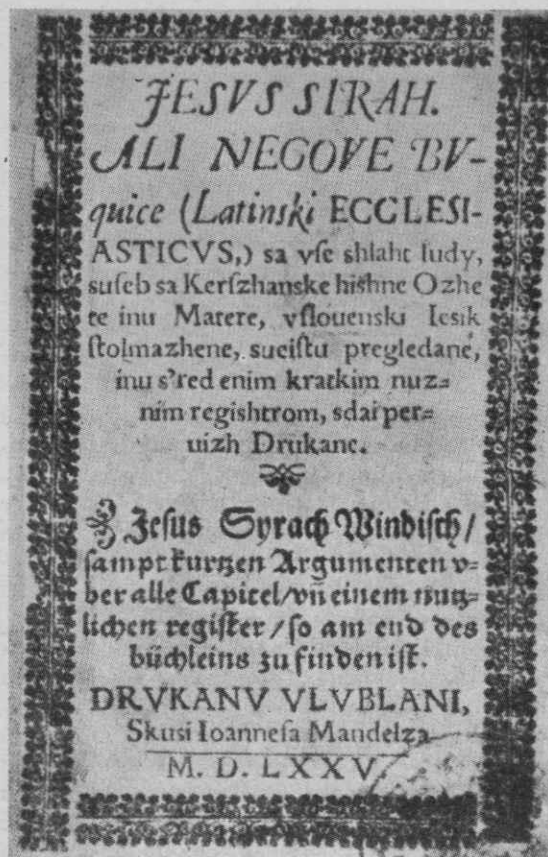 JESVS SIRAH.
ALI NEGOVE BV-
quice (Latinski ECCLESI-
ASTICVS,) sa vſe shlaht ludy,
ſuſeb sa Kerſzhanske hishne Ozhe
te inu Matere, vſlouenski Iesik
ſtolmazhene, sueiſtu pregledane,
inu s'red enim kratkim nuz=
nim regishtrom, sdai per=
uizh Drukane.
Jesus Syrach Windiſch/
ſampt kurtzen Argumenten v=
ber alle Capitel/vñ einem nutz=
lichen regiſter/ſo am end des
büchleins zu finden iſt.
DRVKANV VLVBLANI,
Skusi Ioannesa Mandelza
M. D. LXXV.